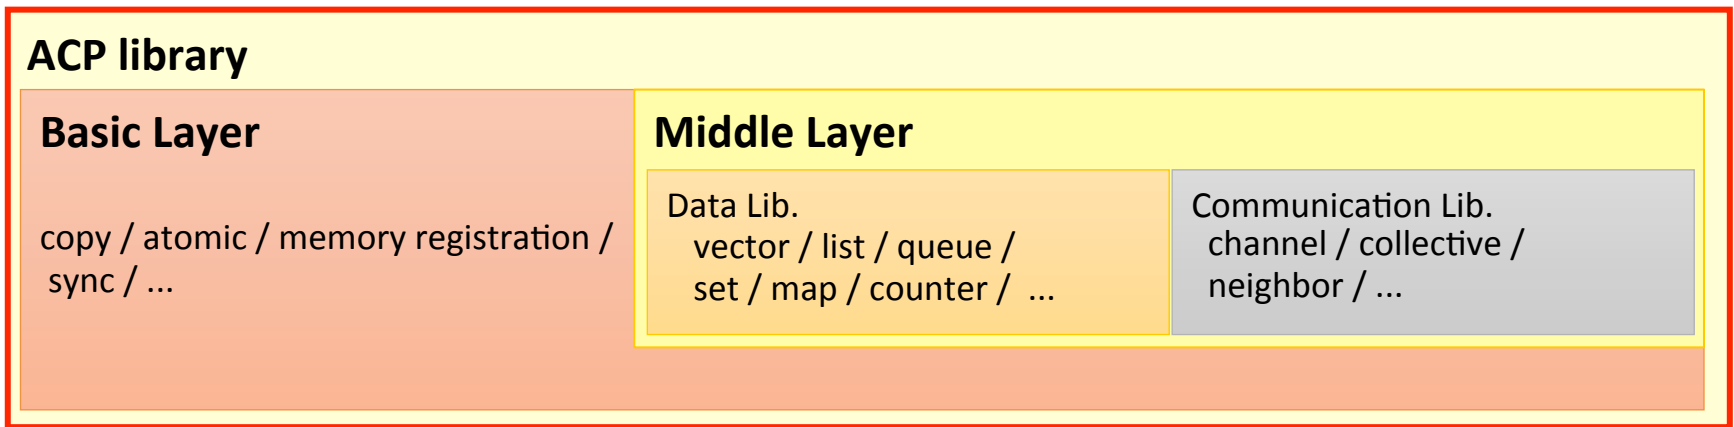 ACP library
Basic Layer
copy / atomic / memory registration /
sync / ...
Middle Layer
Data Lib.
vector / list / queue /
set / map / counter / ...
Communication Lib.
channel / collective /
neighbor / ...